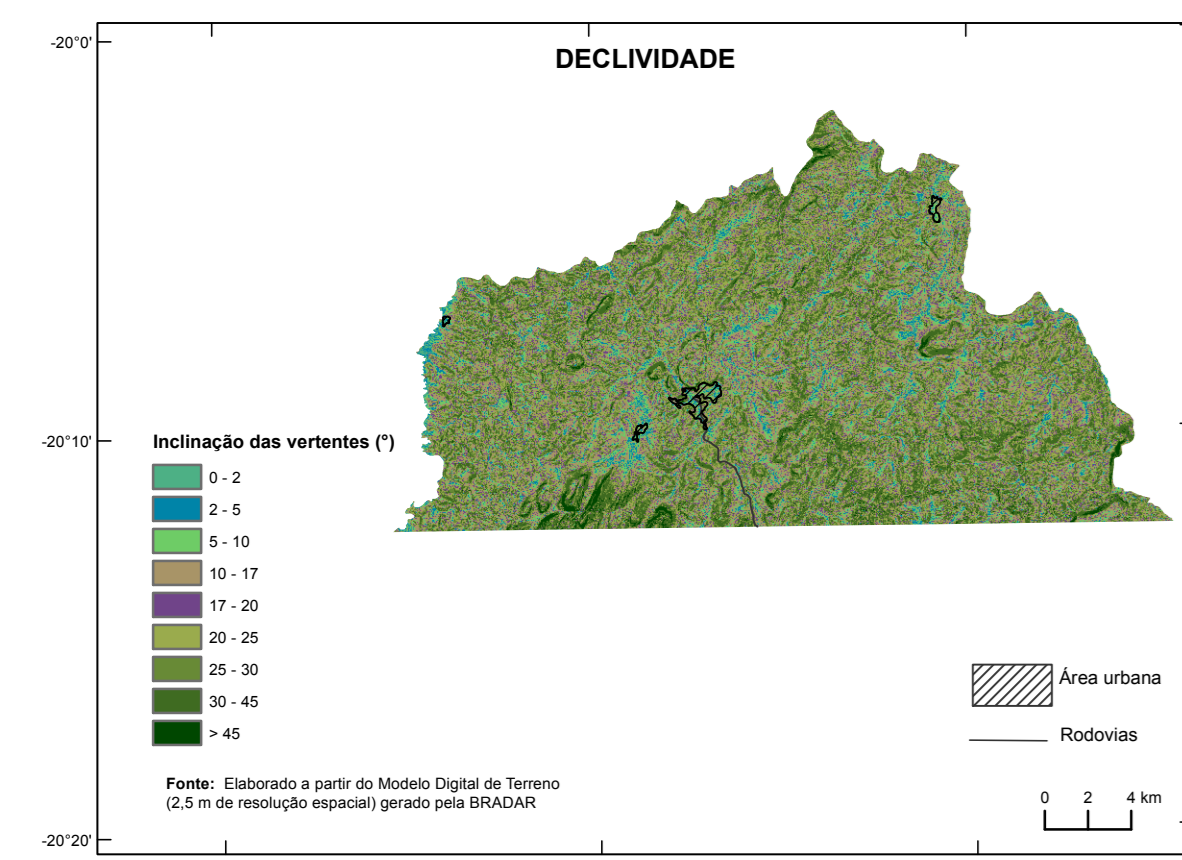 -20°0'
DECLIVIDADE
-20°10'
Inclinação das vertentes (°)
0 - 2
2 - 5
5 - 10
10 - 17
17 - 20
20 - 25
25 - 30
30 - 45
> 45
Área urbana
Rodovias
Fonte: Elaborado a partir do Modelo Digital de Terreno
(2,5 m de resolução espacial) gerado pela BRADAR
0 2 4 km
-20°20'